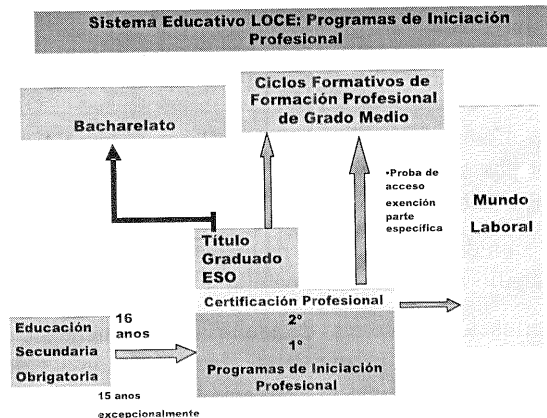 Sistema Educativo LOCE: Programas de Iniciación
Profesional
Ciclos Formativos de
Formación Profesional
de Grado Medio
Bacharelato
•Proba de
acceso
exención
parte
específica
Mundo
Laboral
Título
Graduado
ESO
Certificación Profesional
2º
1º
Programas de Iniciación
Profesional
Educación
Secundaria
Obrigatoria
16
anos
15 anos
excepcionalmente